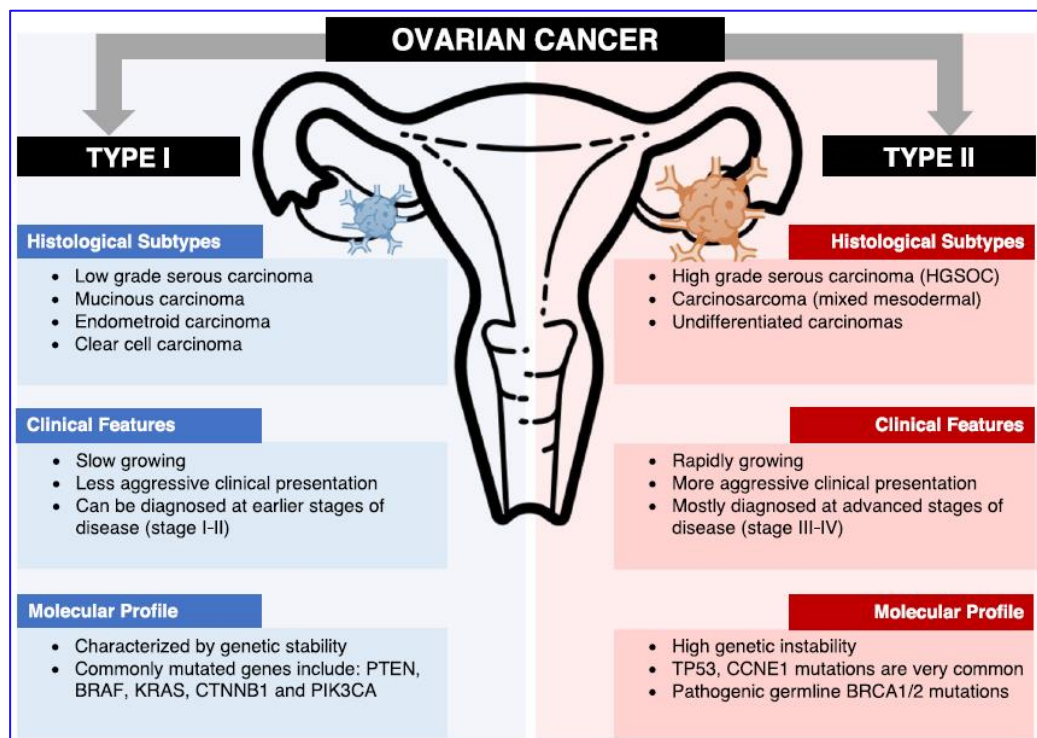 OVARIAN CANCER
TYPE I
Histological Subtypes
• Low grade serous carcinoma
• Mucinous carcinoma
• Endometroid carcinoma
• Clear cell carcinoma
Clinical Features
• Slow growing
• Less aggressive clinical presentation
• Can be diagnosed at earlier stages of
disease (stage I-II)
Molecular Profile
• Characterized by genetic stability
• Commonly mutated genes include: PTEN,
BRAF, KRAS, CTNNB1 and PIK3CA
TYPE II
Histological Subtypes
• High grade serous carcinoma (HGSOC)
• Carcinosarcoma (mixed mesodermal)
• Undifferentiated carcinomas
Clinical Features
• Rapidly growing
• More aggressive clinical presentation
• Mostly diagnosed at advanced stages of
disease (stage III-IV)
Molecular Profile
• High genetic instability
• TP53, CCNE1 mutations are very common
• Pathogenic germline BRCA1/2 mutations